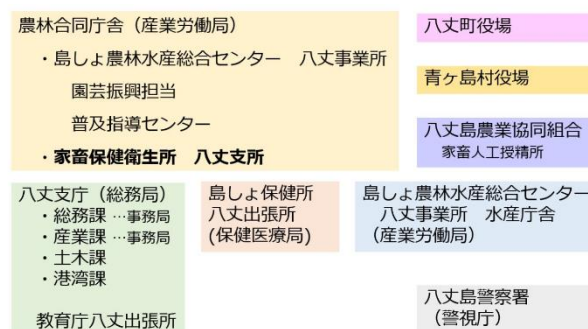 農林合同庁舎（産業労働局）
・島しょ農林水産総合センター　八丈事業所
園芸振興担当
普及指導センター
・家畜保健衛生所　八丈支所
八丈町役場
青ヶ島村役場
八丈島農業協同組合
家畜人工授精所
八丈支庁（総務局）
・総務課 …事務局
・産業課 …事務局
・土木課
・港湾課
教育庁八丈出張所
島しょ保健所
八丈出張所
(保健医療局)
島しょ農林水産総合センター
八丈事業所　水産庁舎
（産業労働局）
八丈島警察署
（警視庁）